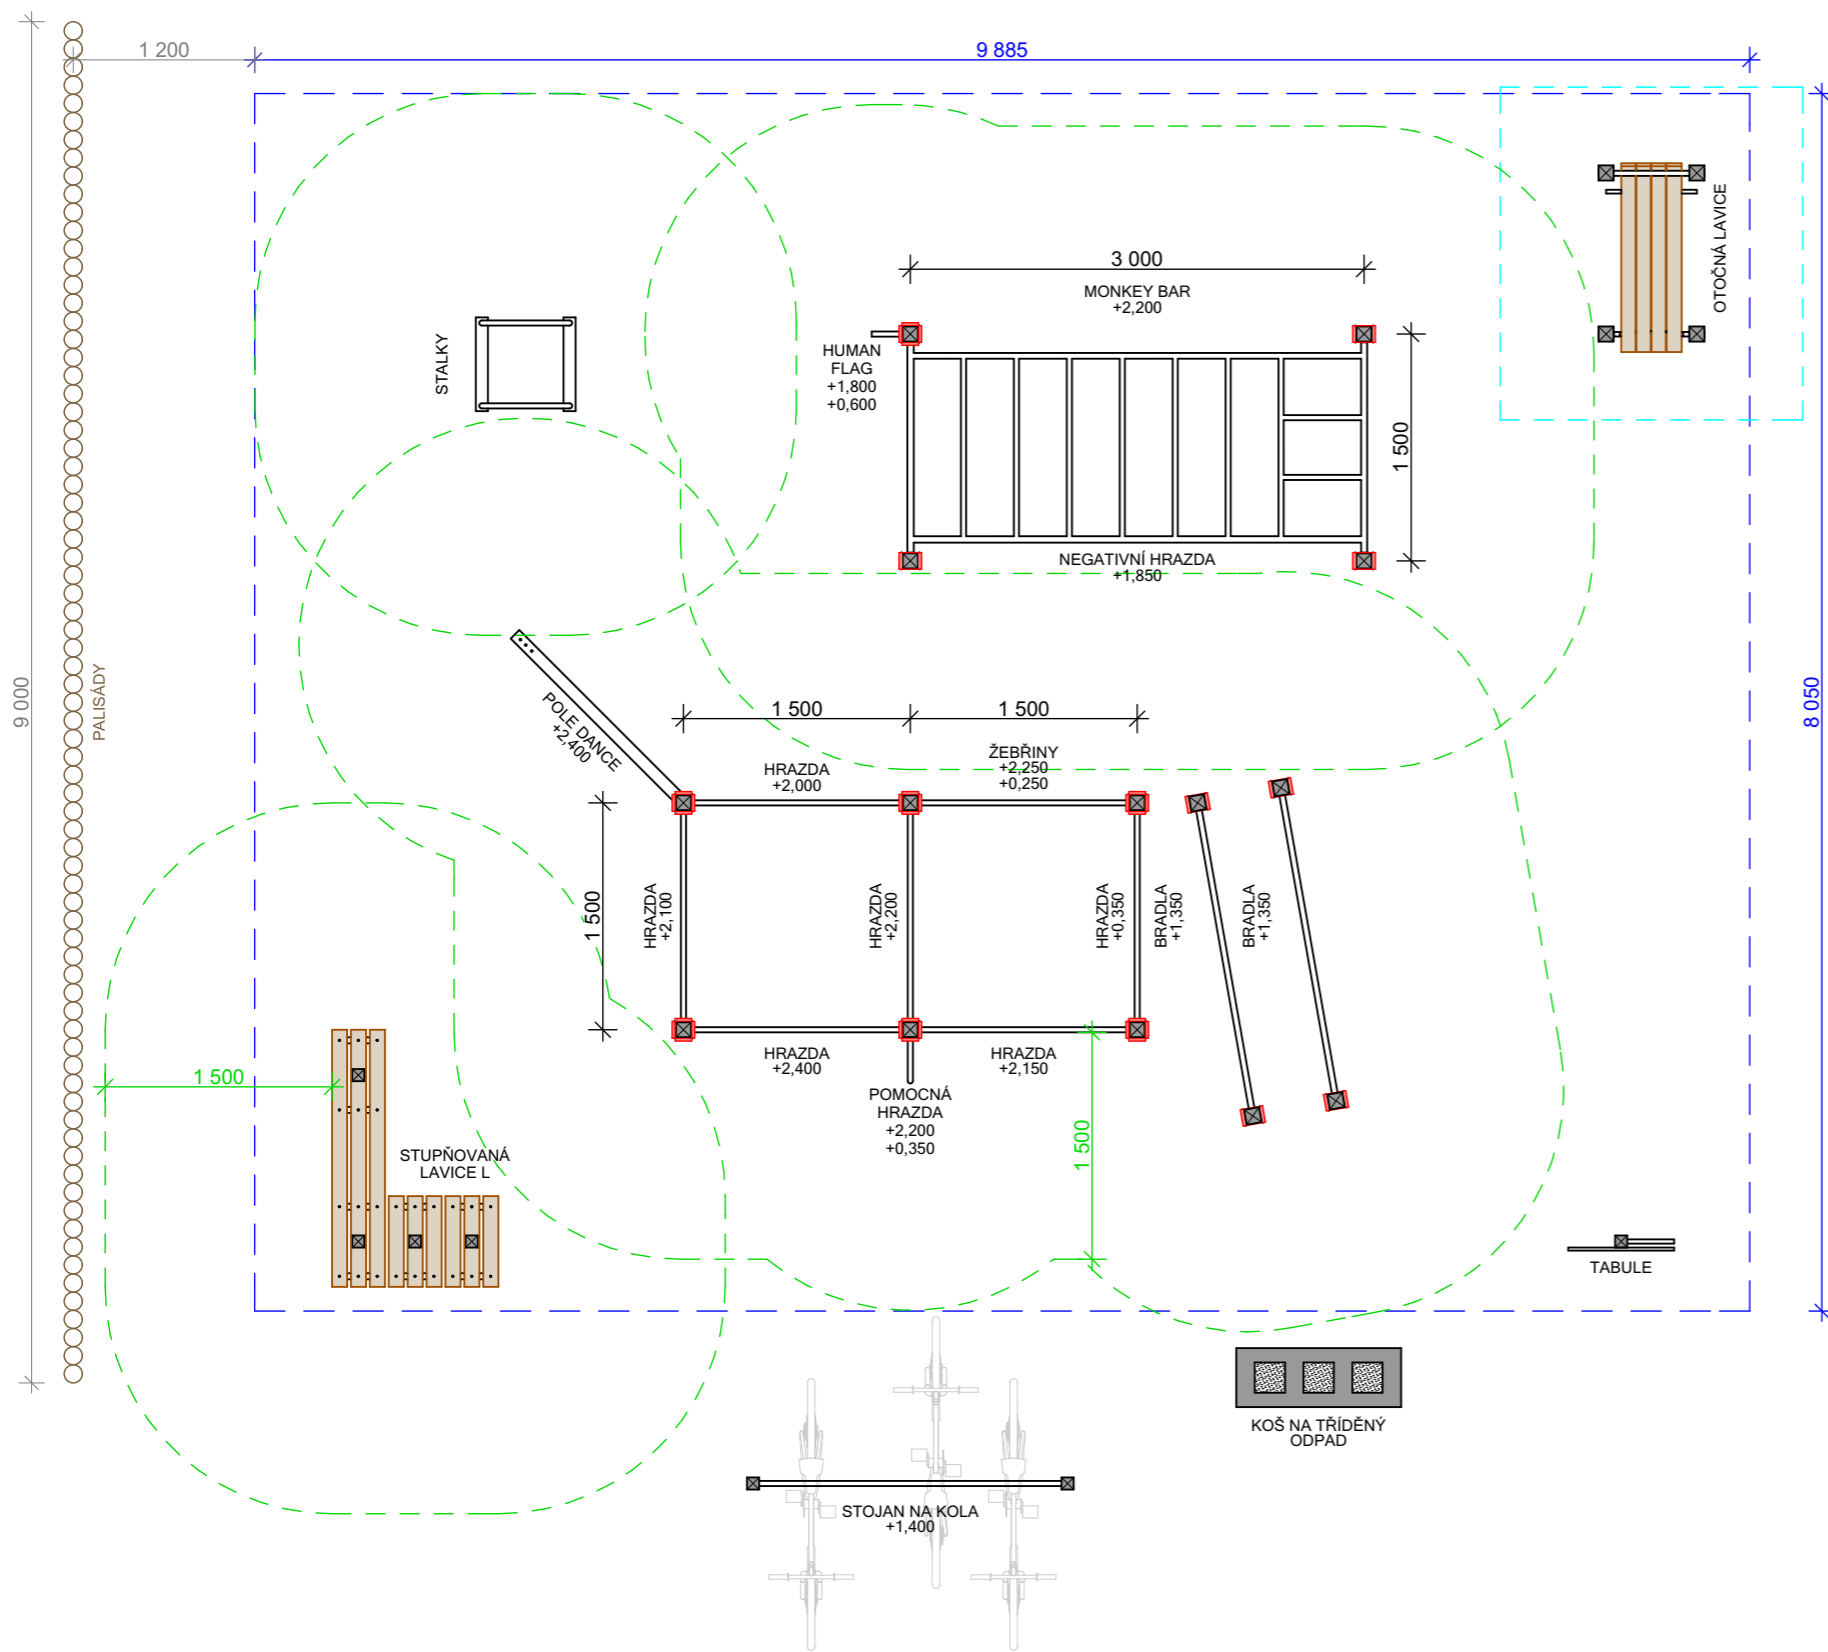 1 200
9 885
OTOČNÁ LAVICE
3 000
MONKEY BAR
+2,200
STALKY
HUMAN
FLAG
+1,800
+0,600
1 500
NEGATIVNÍ HRAZDA
+1,850
9 000
PALISÁDY
8 050
POLE DANCE
+2,400
1 500
1 500
HRAZDA
+2,000
ŽEBŘINY
+2,250
+0,250
1 500
HRAZDA
+2,100
HRAZDA
+2,200
HRAZDA
+0,350
BRADLA
+1,350
BRADLA
+1,350
HRAZDA
+2,400
HRAZDA
+2,150
1 500
POMOCNÁ
HRAZDA
+2,200
+0,350
1 500
STUPŇOVANÁ
LAVICE L
TABULE
KOŠ NA TŘÍDĚNÝ
ODPAD
STOJAN NA KOLA
+1,400